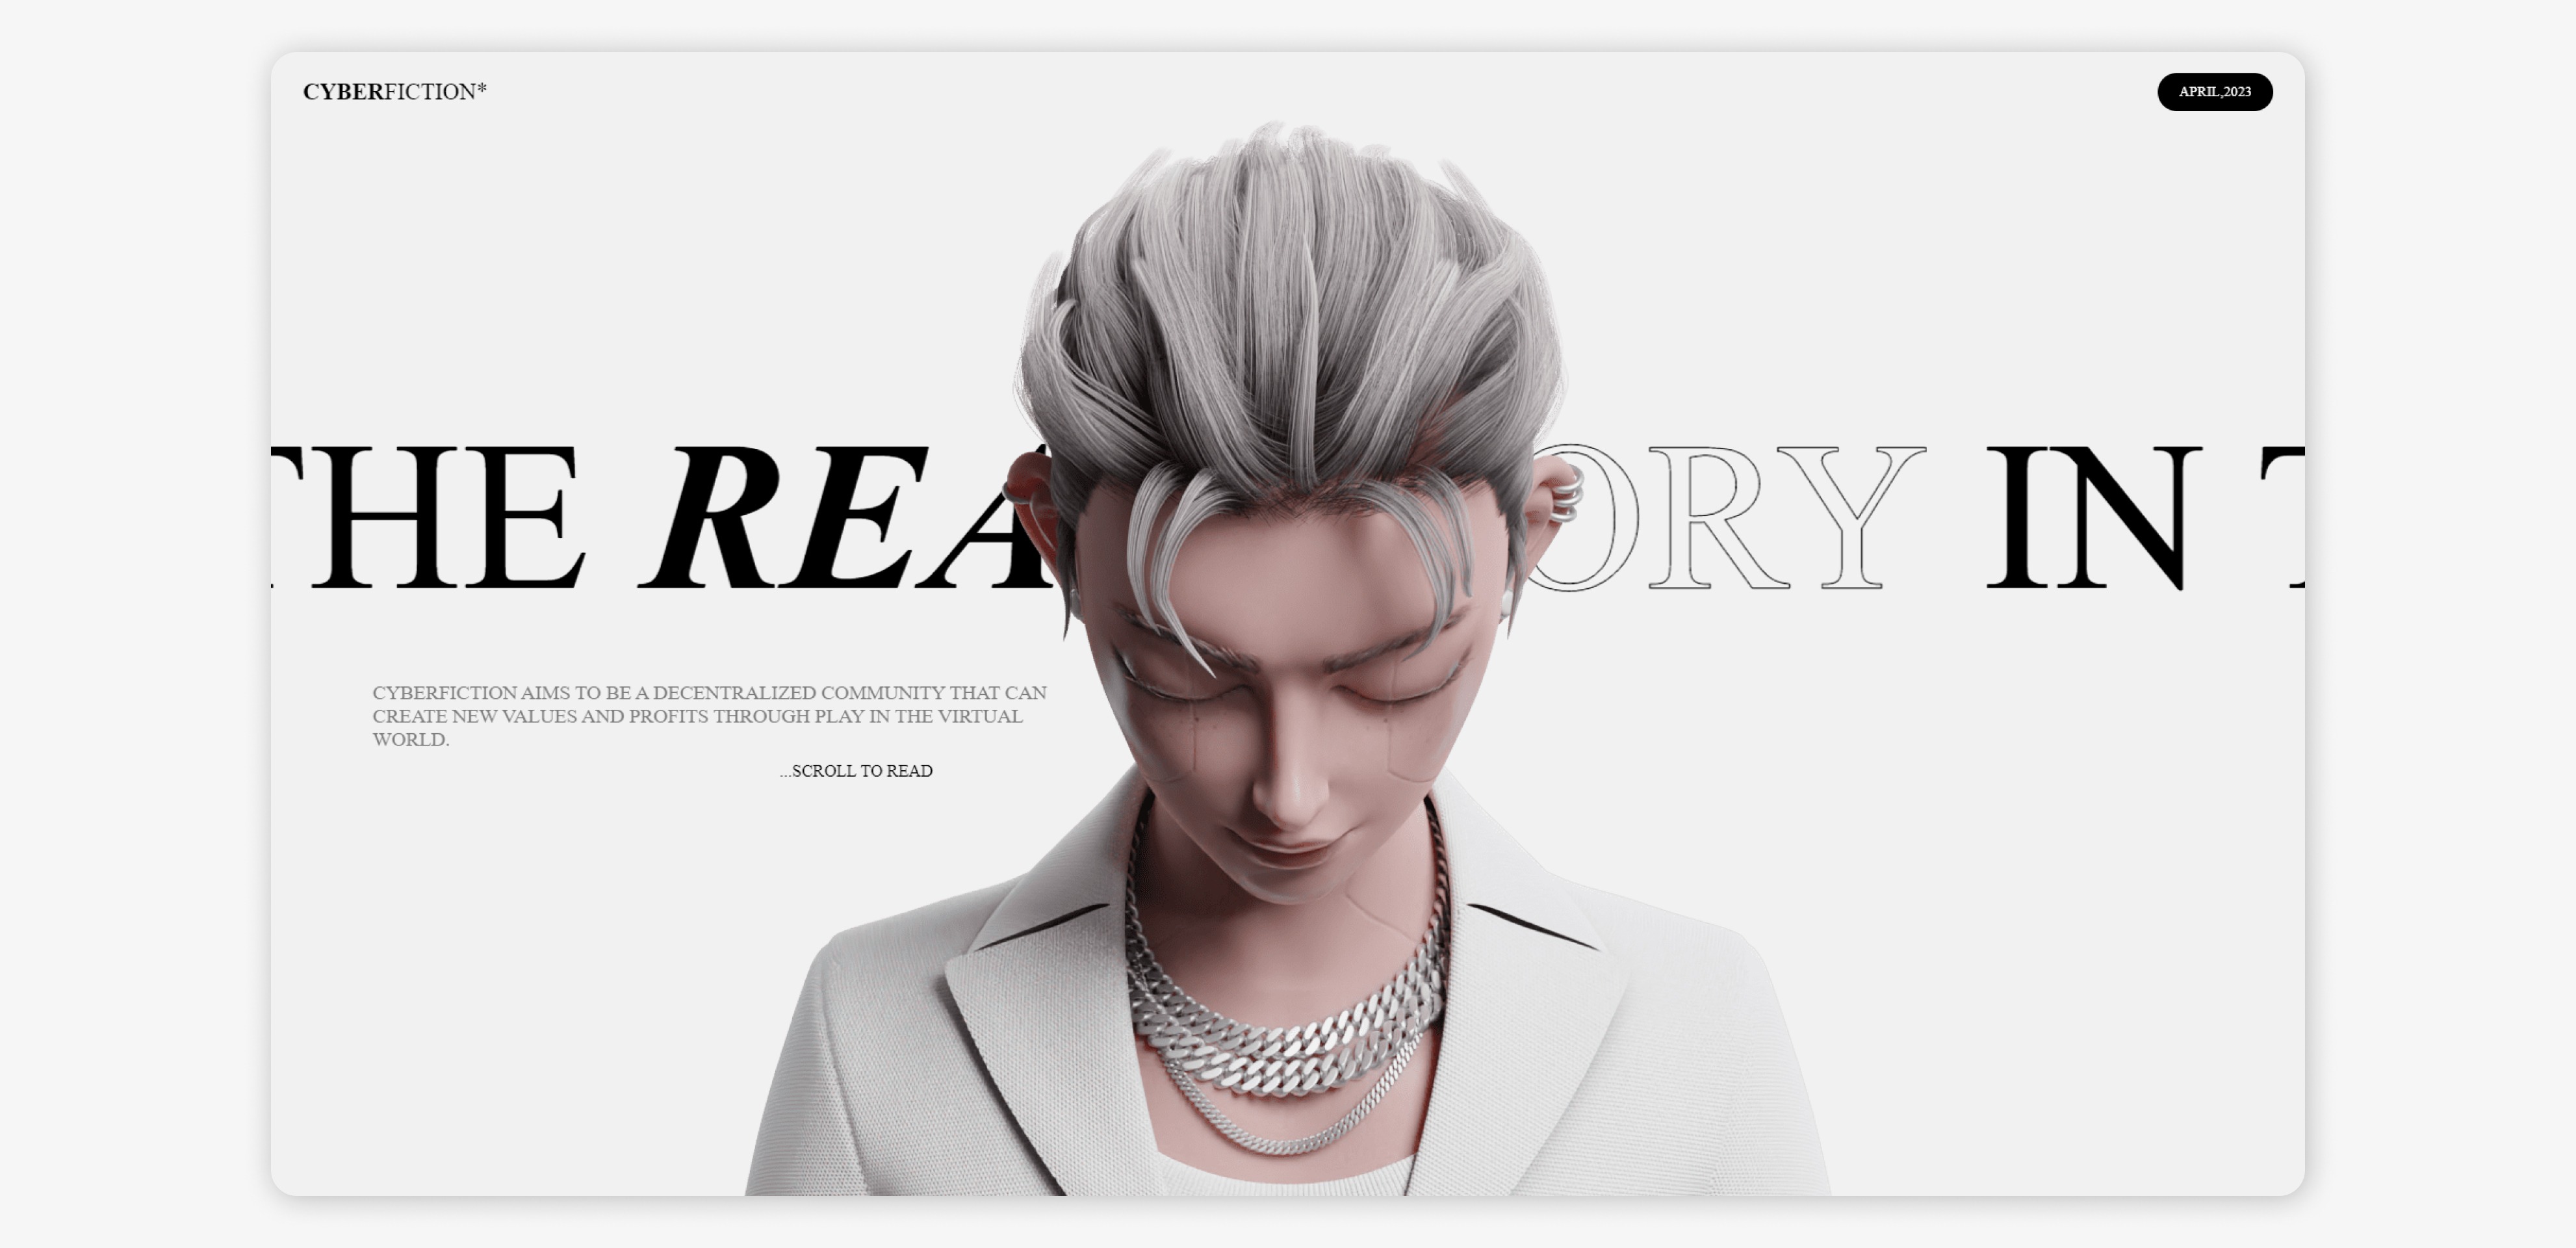 CYBERFICTION*
APRIL,2023
THE REA ORY IN T
CYBERFICTION AIMS TO BE A DECENTRALIZED COMMUNITY THAT CAN
CREATE NEW VALUES AND PROFITS THROUGH PLAY IN THE VIRTUAL
WORLD.
...SCROLL TO READ